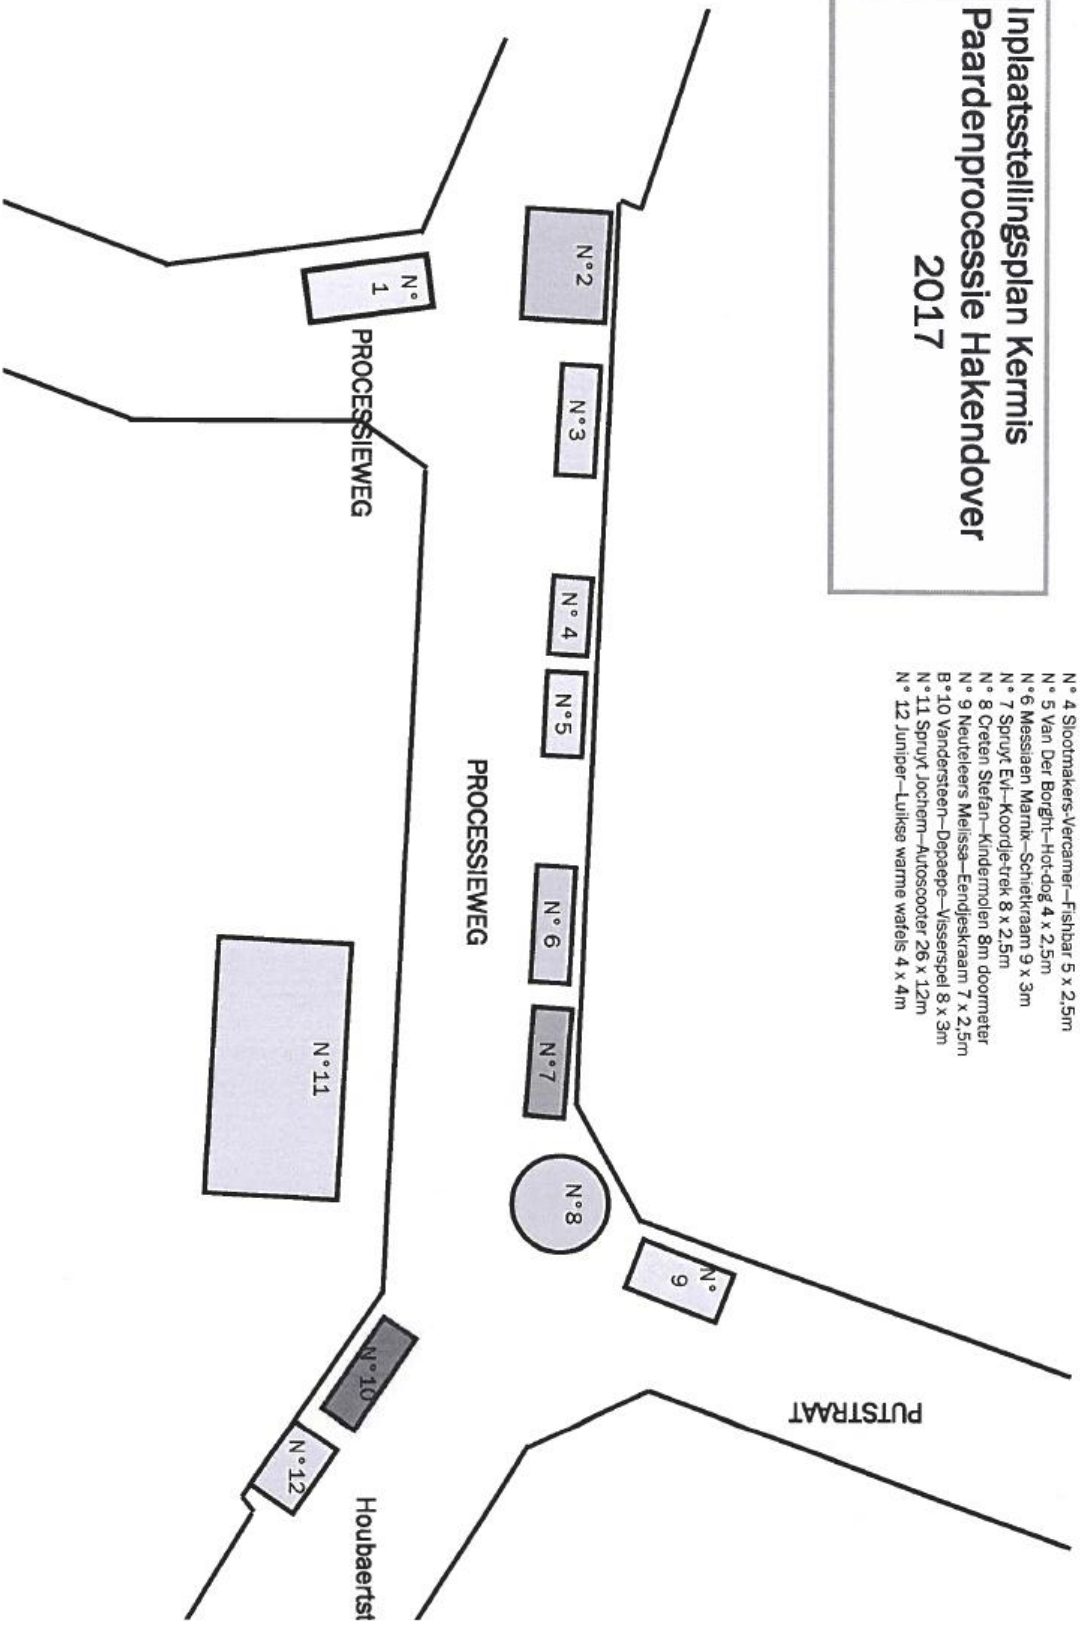 Inplaatsstellingsplan Kermis
Paardenprocessie Hakendover
2017
N° 4 Slootmakers-Vercamer—Fishbar 5 x 2,5m
N° 5 Van Der Borght—Hot-dog 4 x 2,5m
N°6 Messiaen Marnix—Schietkraam 9 x 3m
N° 7 Spruyt Evi—Koordje-trek 8 x 2,5m
N° 8 Creten Stefan—Kindermolen 8m doormeter
N° 9 Neuteleers Melissa—Eendjeskraam 7 x 2,5m
B°10 Vandersteen—Depaepe—Visserspel 8 x 3m
N°11 Spruyt Jochem—Autoscooter 26 x 12m
N° 12 Juniper—Luikse warme wafels 4 x 4m
N°2
N°3
N° 4
N°5
N° 6
N°7
N°8
N°
9
N°
1
PROCESSIEWEG
PROCESSIEWEG
PUTSTRAAT
N°11
N°10
N°12
Houbaertst